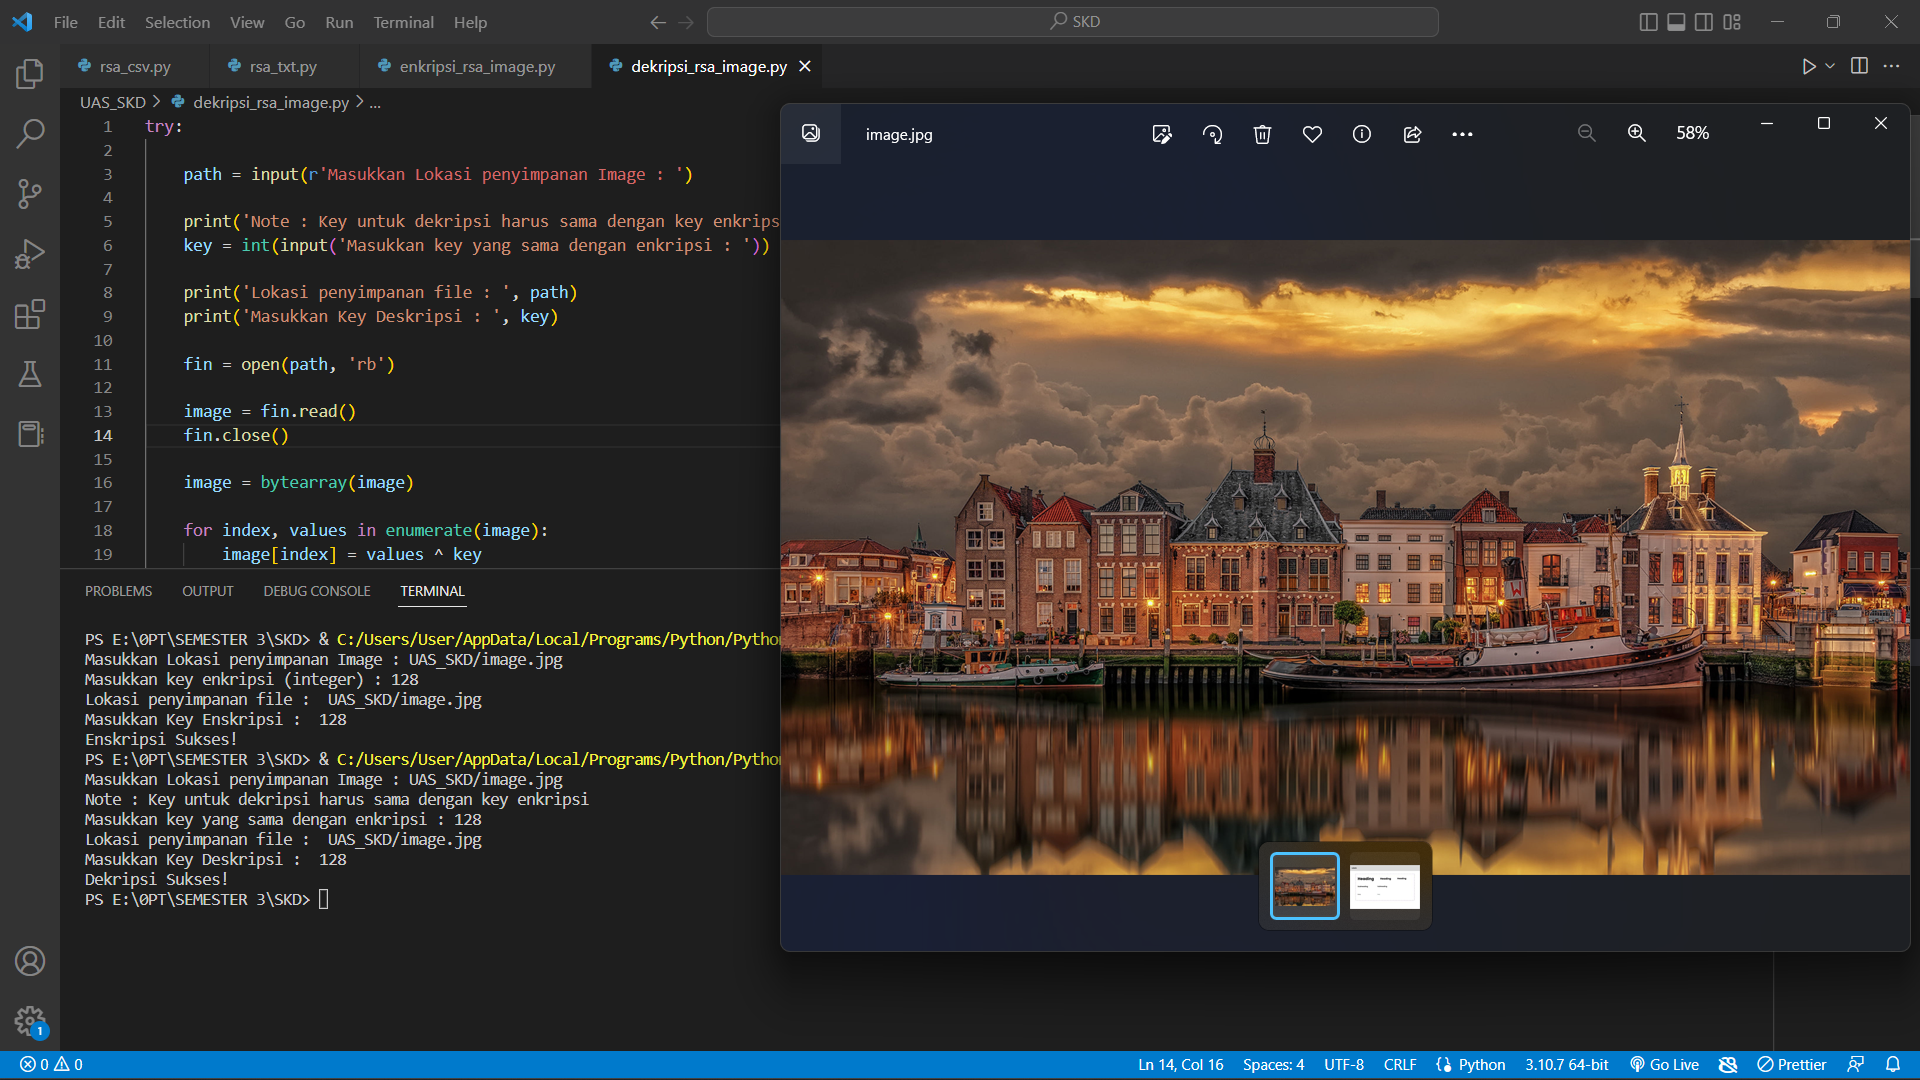 File Edit Selection View Go Run Terminal Help
SKD
rsa_csv.py
rsa_txt.py
enkripsi_rsa_image.py
dekripsi_rsa_image.py
UAS_SKD > dekripsi_rsa_image.py > ...
1 try:
2
3 path = input(r'Masukkan Lokasi penyimpanan Image : ')
4
5 print('Note : Key untuk dekripsi harus sama dengan key enkrips
6 key = int(input('Masukkan key yang sama dengan enkripsi : '))
7
8 print('Lokasi penyimpanan file : ', path)
9 print('Masukkan Key Deskripsi : ', key)
10
11 fin = open(path, 'rb')
12
13 image = fin.read()
14 fin.close()
15
16 image = bytearray(image)
17
18 for index, values in enumerate(image):
19 image[index] = values ^ key
image.jpg
58%
PROBLEMS OUTPUT DEBUG CONSOLE TERMINAL
PS E:\0PT\SEMESTER 3\SKD> & C:/Users/User/AppData/Local/Programs/Python/Pytho
Masukkan Lokasi penyimpanan Image : UAS_SKD/image.jpg
Masukkan key enkripsi (integer) : 128
Lokasi penyimpanan file :  UAS_SKD/image.jpg
Masukkan Key Enskripsi :  128
Enskripsi Sukses!
PS E:\0PT\SEMESTER 3\SKD> & C:/Users/User/AppData/Local/Programs/Python/Pytho
Masukkan Lokasi penyimpanan Image : UAS_SKD/image.jpg
Note : Key untuk dekripsi harus sama dengan key enkripsi
Masukkan key yang sama dengan enkripsi : 128
Lokasi penyimpanan file :  UAS_SKD/image.jpg
Masukkan Key Deskripsi :  128
Dekripsi Sukses!
PS E:\0PT\SEMESTER 3\SKD>
Heading Heading Heading
1
0 0
Ln 14, Col 16 Spaces: 4 UTF-8 CRLF Python 3.10.7 64-bit Go Live Prettier